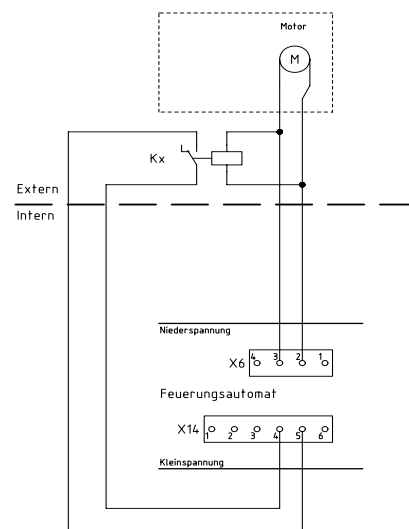 Motor
M
Kx
Extern
Intern
Niederspannung
X6 4 3 2 1
Feuerungsautomat
X14 1 2 3 4 5 6
Kleinspannung